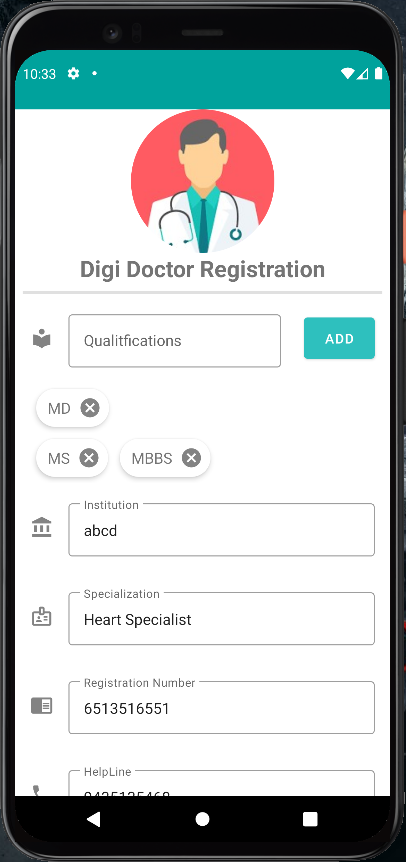 10:33
Digi Doctor Registration
Qualitfications
ADD
MD
MS MBBS
Institution
abcd
Specialization
Heart Specialist
Registration Number
6513516551
HelpLine